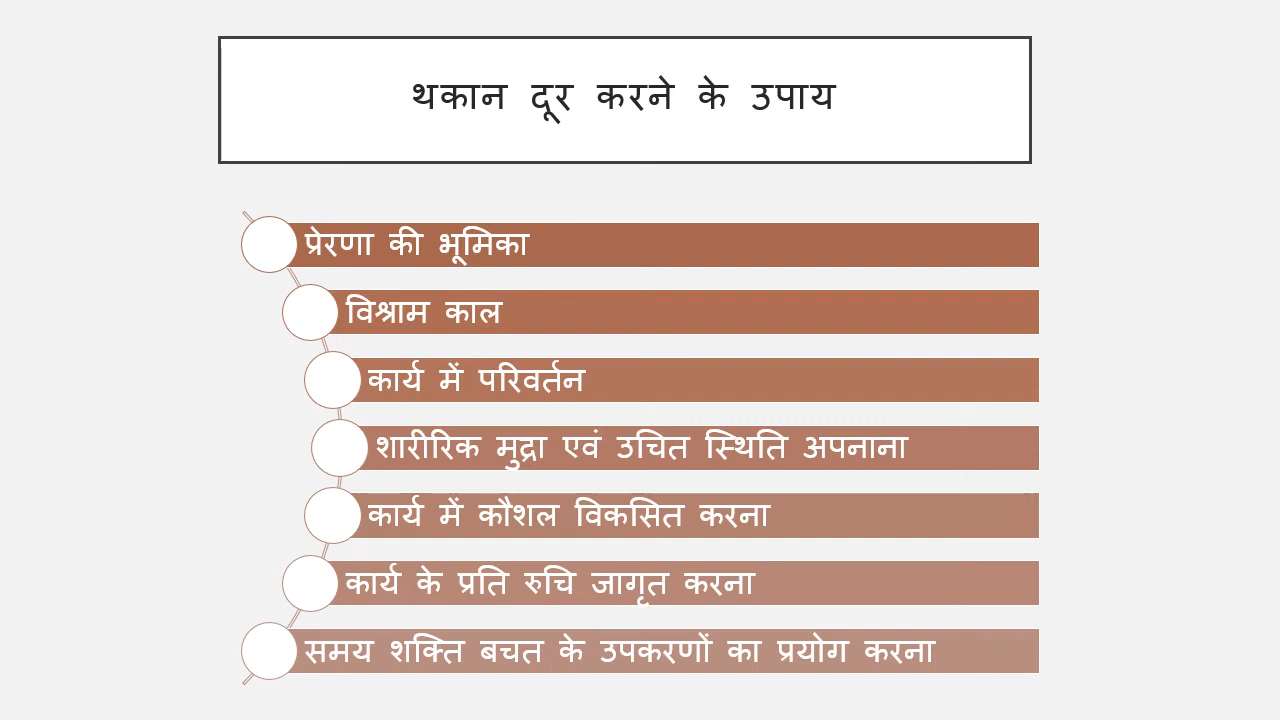 थकान दूर करने के उपाय
प्रेरणा की भूमिका
विश्राम काल
कार्य में परिवर्तन
शारीरिक मुद्रा एवं उचित स्थिति अपनाना
कार्य में कौशल विकसित करना
कार्य के प्रति रुचि जागृत करना
समय शक्ति बचत के उपकरणों का प्रयोग करना